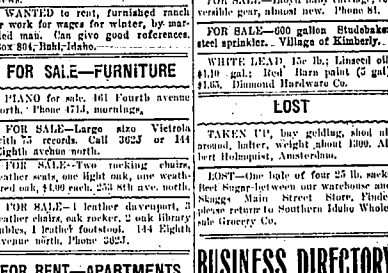 WANTED to rent, furnished ranch
or work for wages for winter, by mar-
ried man. Can give good references.
Box 804, Buhl, Idaho.
FOR SALE—FURNITURE
PIANO for sale. 161 Fourth avenue
north. Phone 471J, mornings.
FOR SALE—Large size Victrola
with 75 records. Call 362J or 144
Eighth avenue north.
FOR SALE--Two rocking chairs,
leather seats, one light oak, one weath-
ered oak, $4.00 each. 253 8th ave. north.
FOR SALE—1 leather davenport, 3
leather chairs, oak rocker, 2 oak library
tables, 1 leather footstool. 144 Eighth
avenue north. Phone 362J.
FOR RENT—APARTMENTS
versible gear, almost new. Phone 81.
FOR SALE—600 gallon Studebaker
steel sprinkler. Village of Kimberly.
WHITE LEAD, 15c lb.; Linseed oil
$1.10 gal.; Red Barn paint (5 gal
$1.65. Diamond Hardware Co.
LOST
TAKEN UP, bay gelding, shod all
around, halter, weight about 1300. Al
bert Holmquist, Amsterdam.
LOST—One bale of four 25 lb. sacks
Beet Sugar between our warehouse and
Skaggs Main Street Store. Finder
please return to Southern Idaho Whole
sale Grocery Co.
BUSINESS DIRECTORY